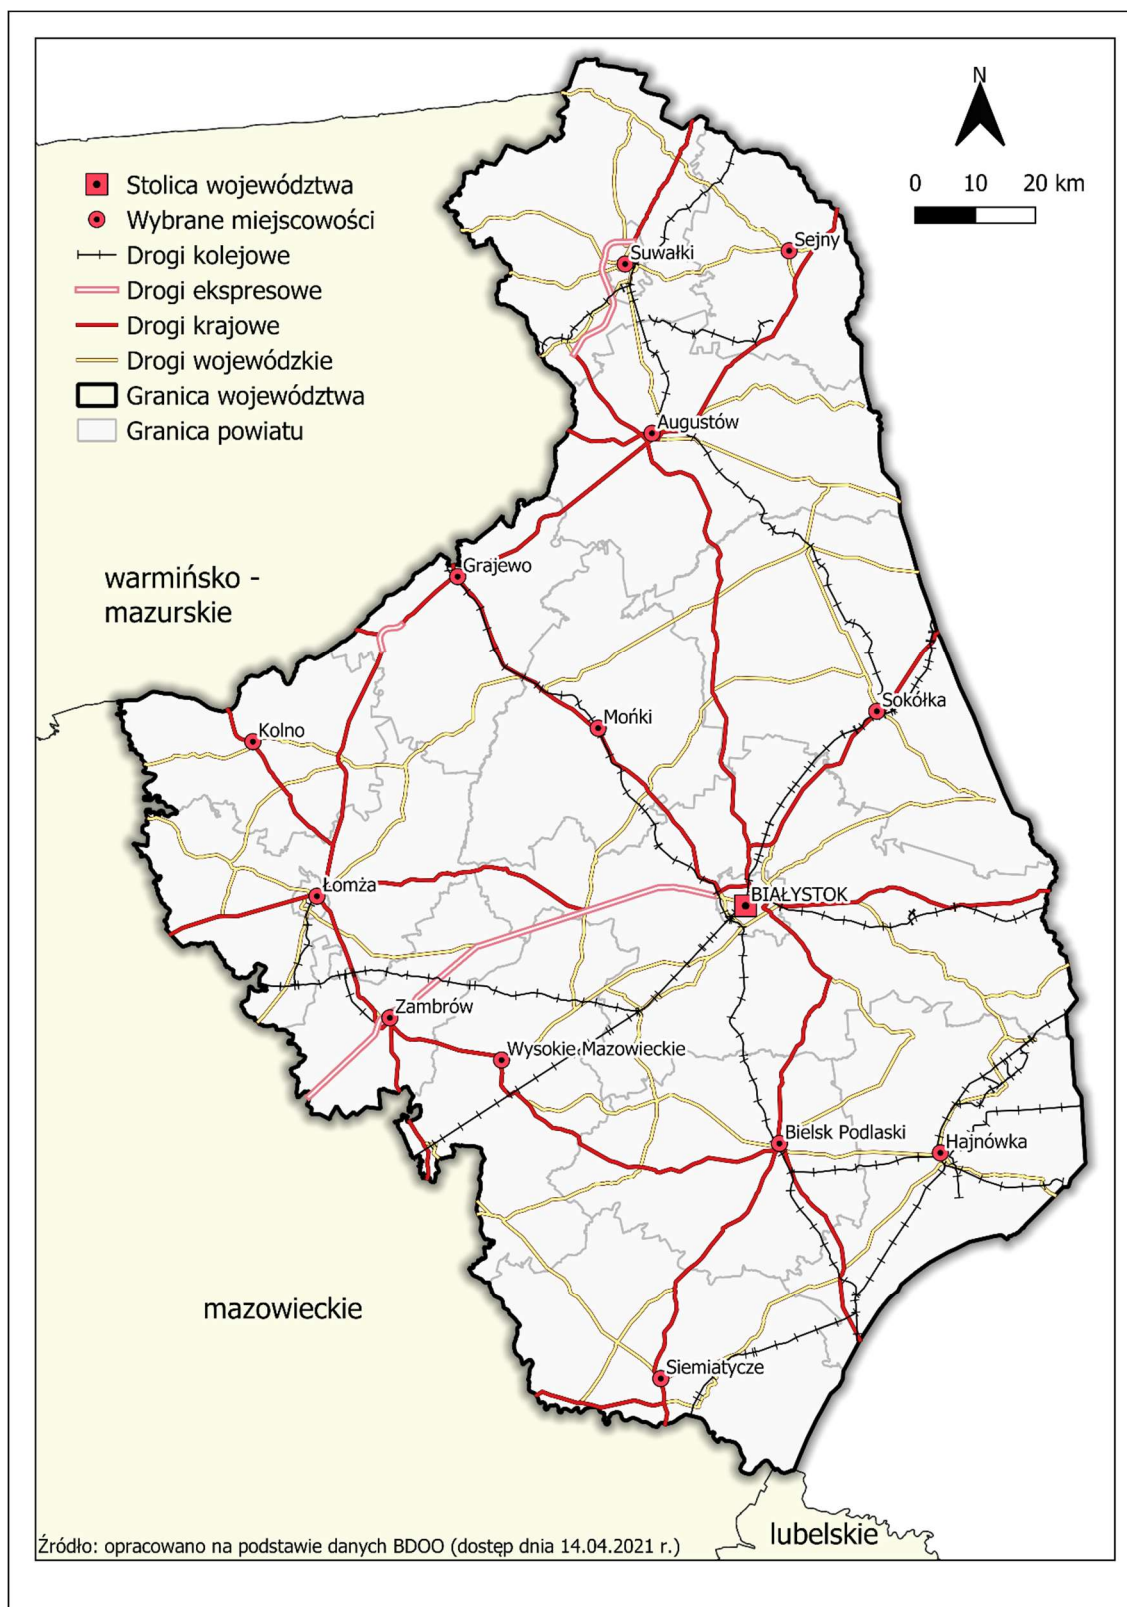 N
0 10 20 km
Stolica województwa
Wybrane miejscowości
Drogi kolejowe
Drogi ekspresowe
Drogi krajowe
Drogi wojewódzkie
Granica województwa
Granica powiatu
Suwałki
Sejny
Augustów
Grajewo
warmińsko -
mazurskie
Sokółka
Mońki
Kolno
Łomża
BIAŁYSTOK
Zambrów
Wysokie Mazowieckie
Bielsk Podlaski
Hajnówka
mazowieckie
Siemiatycze
lubelskie
Źródło: opracowano na podstawie danych BDOO (dostęp dnia 14.04.2021 r.)